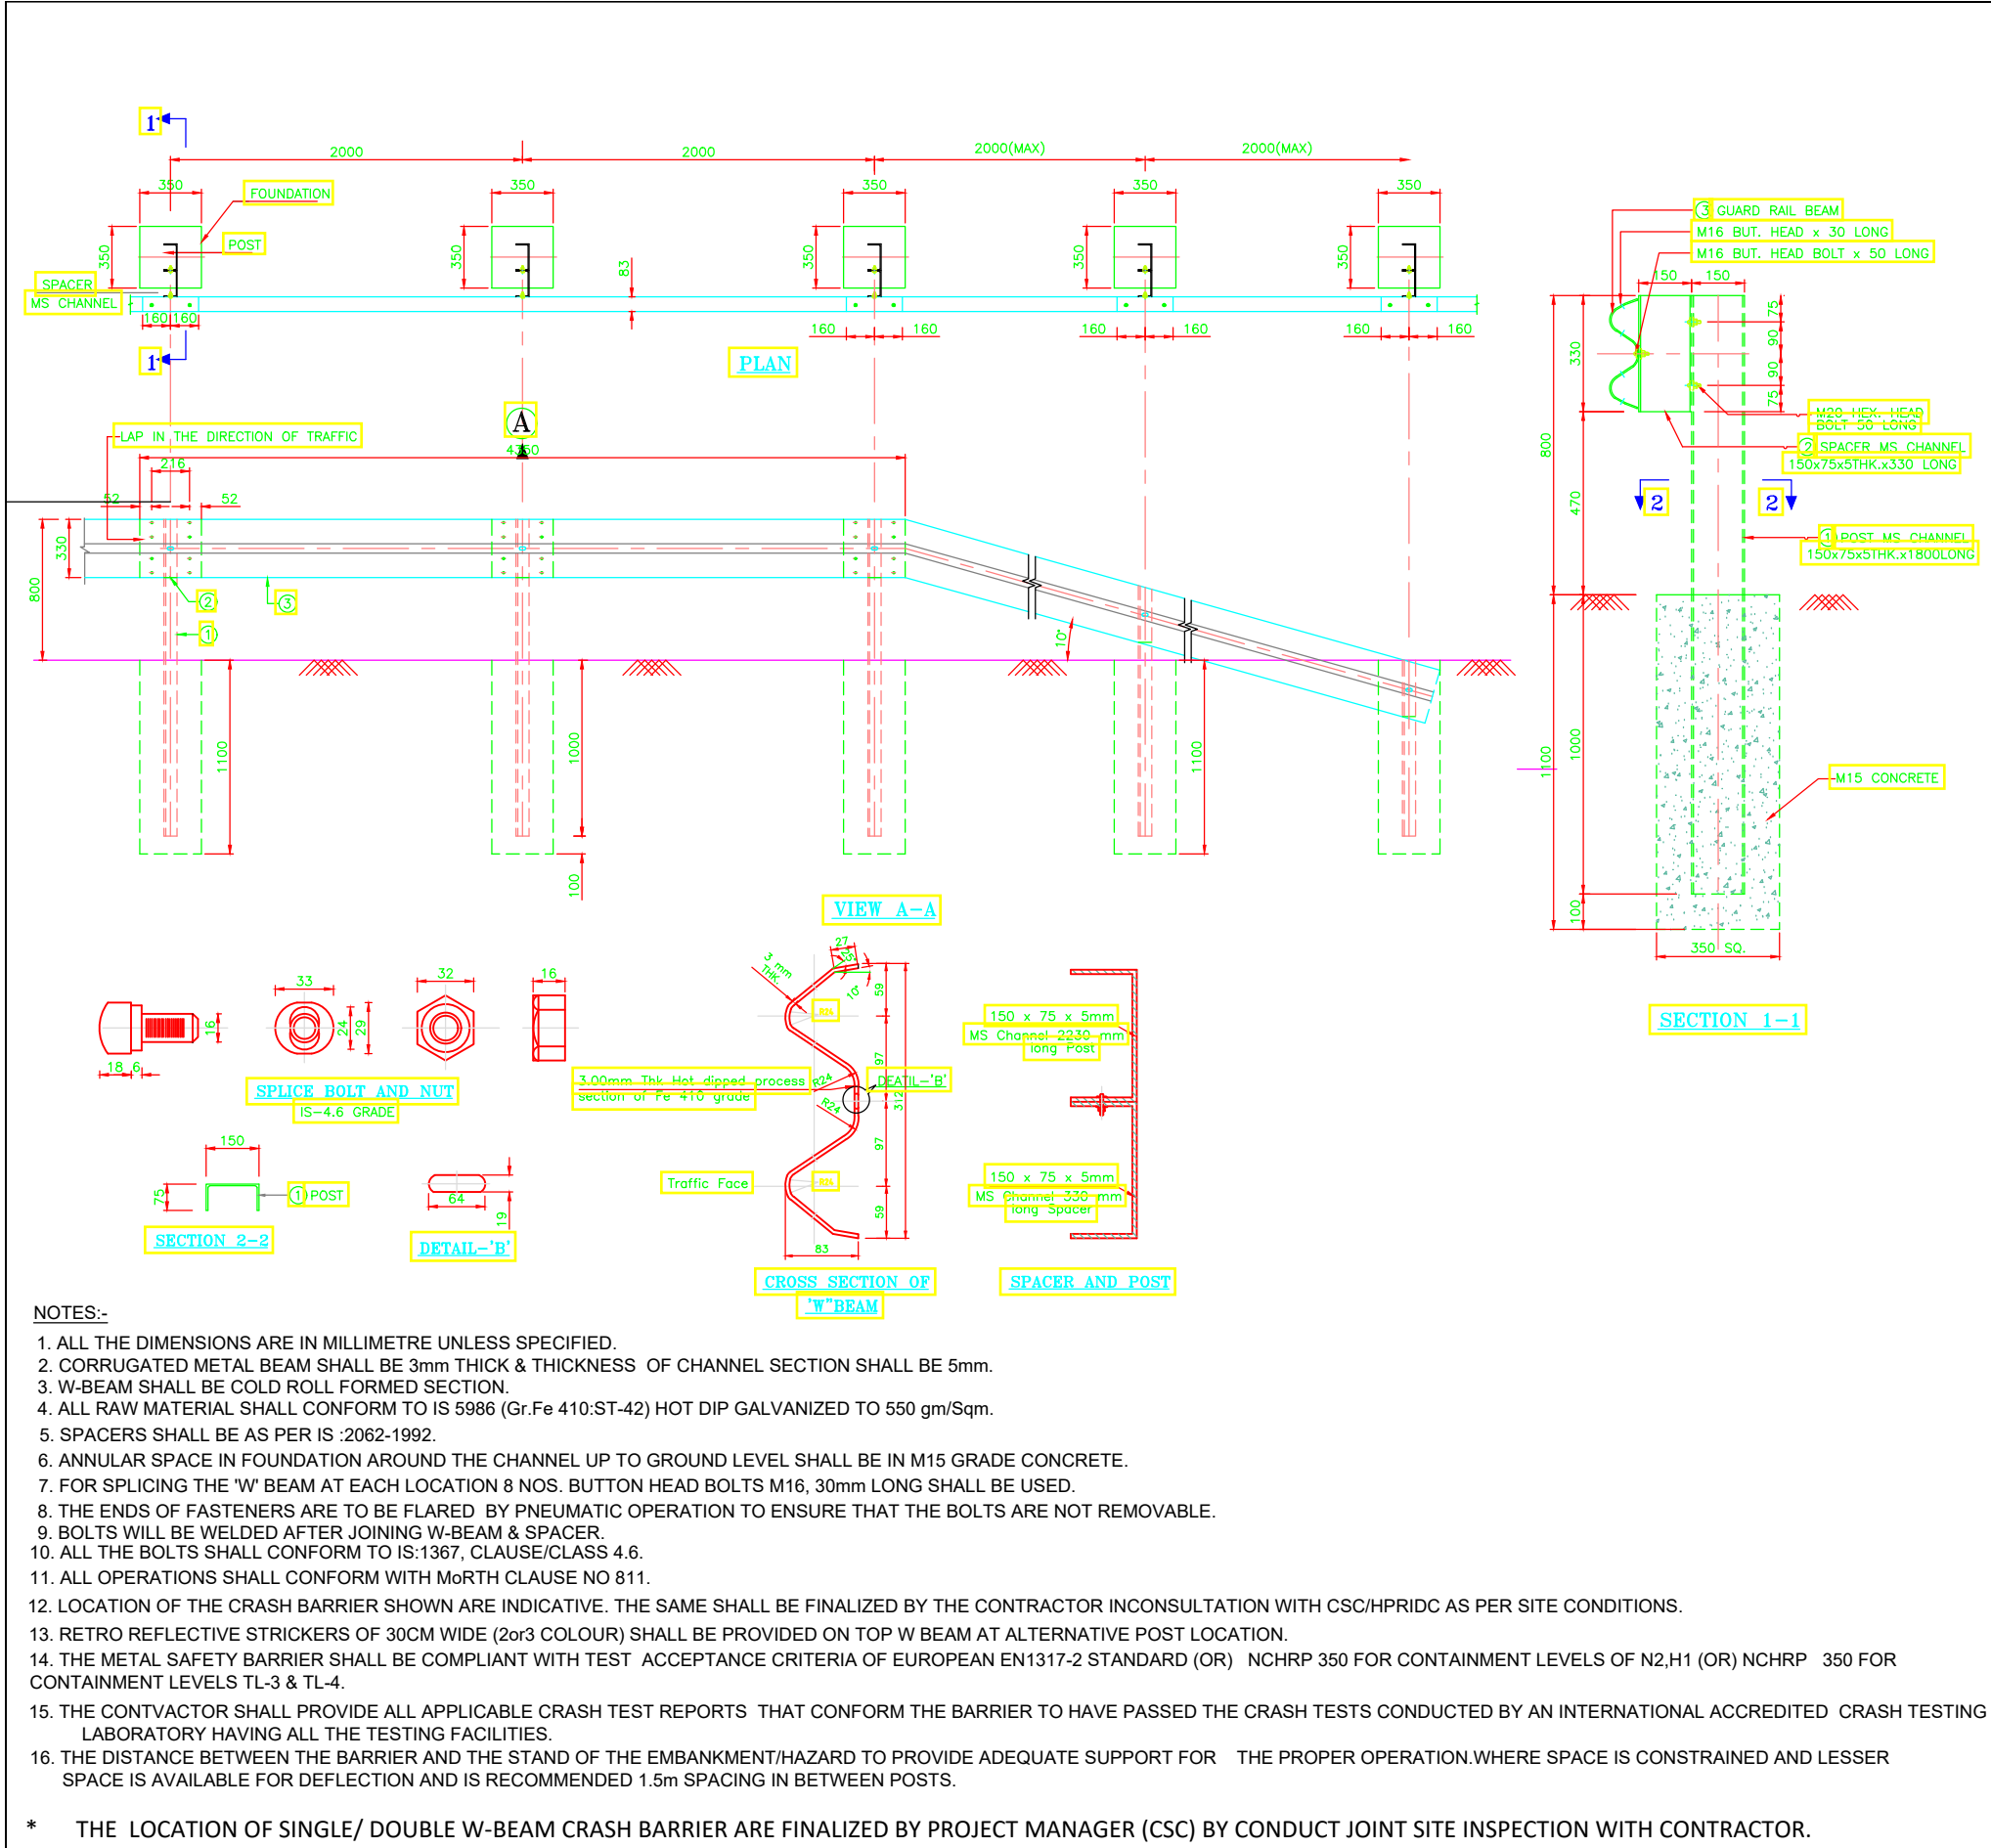 1
2000
2000
2000(MAX)
2000(MAX)
350
350
350
350
350
FOUNDATION
POST
350
350
350
350
350
83
SPACER
MS CHANNEL
160 160
160 160
160 160
160 160
1
PLAN
LAP IN THE DIRECTION OF TRAFFIC
A
4350
216
52
52
330
800
2
3
1
10°
1100
1000
100
1100
VIEW A-A
3 GUARD RAIL BEAM
M16 BUT. HEAD x 30 LONG
M16 BUT. HEAD BOLT x 50 LONG
150 150
75
90
90
75
330
800
470
M20 HEX. HEAD
BOLT 50 LONG
2 SPACER MS CHANNEL
150x75x5THK.x330 LONG
2 2
1 POST MS CHANNEL
150x75x5THK.x1800LONG
1100
1000
100
M15 CONCRETE
350 SQ.
SECTION 1-1
33
32
16
16
24
29
18 6
SPLICE BOLT AND NUT
IS-4.6 GRADE
150
75
1 POST
SECTION 2-2
64
19
DETAIL-'B'
27
25°
10°
3 mm
THK.
R24
59
97
312
97
59
R24
R24
R24
3.00mm Thk Hot dipped process
section of Fe 410 grade
DEATIL-'B'
Traffic Face
83
CROSS SECTION OF
'W"BEAM
150 x 75 x 5mm
MS Channel 2230 mm
long Post
150 x 75 x 5mm
MS Channel 330 mm
long Spacer
SPACER AND POST
NOTES:-
1. ALL THE DIMENSIONS ARE IN MILLIMETRE UNLESS SPECIFIED.
2. CORRUGATED METAL BEAM SHALL BE 3mm THICK & THICKNESS OF CHANNEL SECTION SHALL BE 5mm.
3. W-BEAM SHALL BE COLD ROLL FORMED SECTION.
4. ALL RAW MATERIAL SHALL CONFORM TO IS 5986 (Gr.Fe 410:ST-42) HOT DIP GALVANIZED TO 550 gm/Sqm.
5. SPACERS SHALL BE AS PER IS :2062-1992.
6. ANNULAR SPACE IN FOUNDATION AROUND THE CHANNEL UP TO GROUND LEVEL SHALL BE IN M15 GRADE CONCRETE.
7. FOR SPLICING THE 'W' BEAM AT EACH LOCATION 8 NOS. BUTTON HEAD BOLTS M16, 30mm LONG SHALL BE USED.
8. THE ENDS OF FASTENERS ARE TO BE FLARED BY PNEUMATIC OPERATION TO ENSURE THAT THE BOLTS ARE NOT REMOVABLE.
9. BOLTS WILL BE WELDED AFTER JOINING W-BEAM & SPACER.
10. ALL THE BOLTS SHALL CONFORM TO IS:1367, CLAUSE/CLASS 4.6.
11. ALL OPERATIONS SHALL CONFORM WITH MoRTH CLAUSE NO 811.
12. LOCATION OF THE CRASH BARRIER SHOWN ARE INDICATIVE. THE SAME SHALL BE FINALIZED BY THE CONTRACTOR INCONSULTATION WITH CSC/HPRIDC AS PER SITE CONDITIONS.
13. RETRO REFLECTIVE STRICKERS OF 30CM WIDE (2or3 COLOUR) SHALL BE PROVIDED ON TOP W BEAM AT ALTERNATIVE POST LOCATION.
14. THE METAL SAFETY BARRIER SHALL BE COMPLIANT WITH TEST ACCEPTANCE CRITERIA OF EUROPEAN EN1317-2 STANDARD (OR) NCHRP 350 FOR CONTAINMENT LEVELS OF N2,H1 (OR) NCHRP 350 FOR
CONTAINMENT LEVELS TL-3 & TL-4.
15. THE CONTVACTOR SHALL PROVIDE ALL APPLICABLE CRASH TEST REPORTS THAT CONFORM THE BARRIER TO HAVE PASSED THE CRASH TESTS CONDUCTED BY AN INTERNATIONAL ACCREDITED CRASH TESTING
LABORATORY HAVING ALL THE TESTING FACILITIES.
16. THE DISTANCE BETWEEN THE BARRIER AND THE STAND OF THE EMBANKMENT/HAZARD TO PROVIDE ADEQUATE SUPPORT FOR THE PROPER OPERATION.WHERE SPACE IS CONSTRAINED AND LESSER
SPACE IS AVAILABLE FOR DEFLECTION AND IS RECOMMENDED 1.5m SPACING IN BETWEEN POSTS.
* THE LOCATION OF SINGLE/ DOUBLE W-BEAM CRASH BARRIER ARE FINALIZED BY PROJECT MANAGER (CSC) BY CONDUCT JOINT SITE INSPECTION WITH CONTRACTOR.